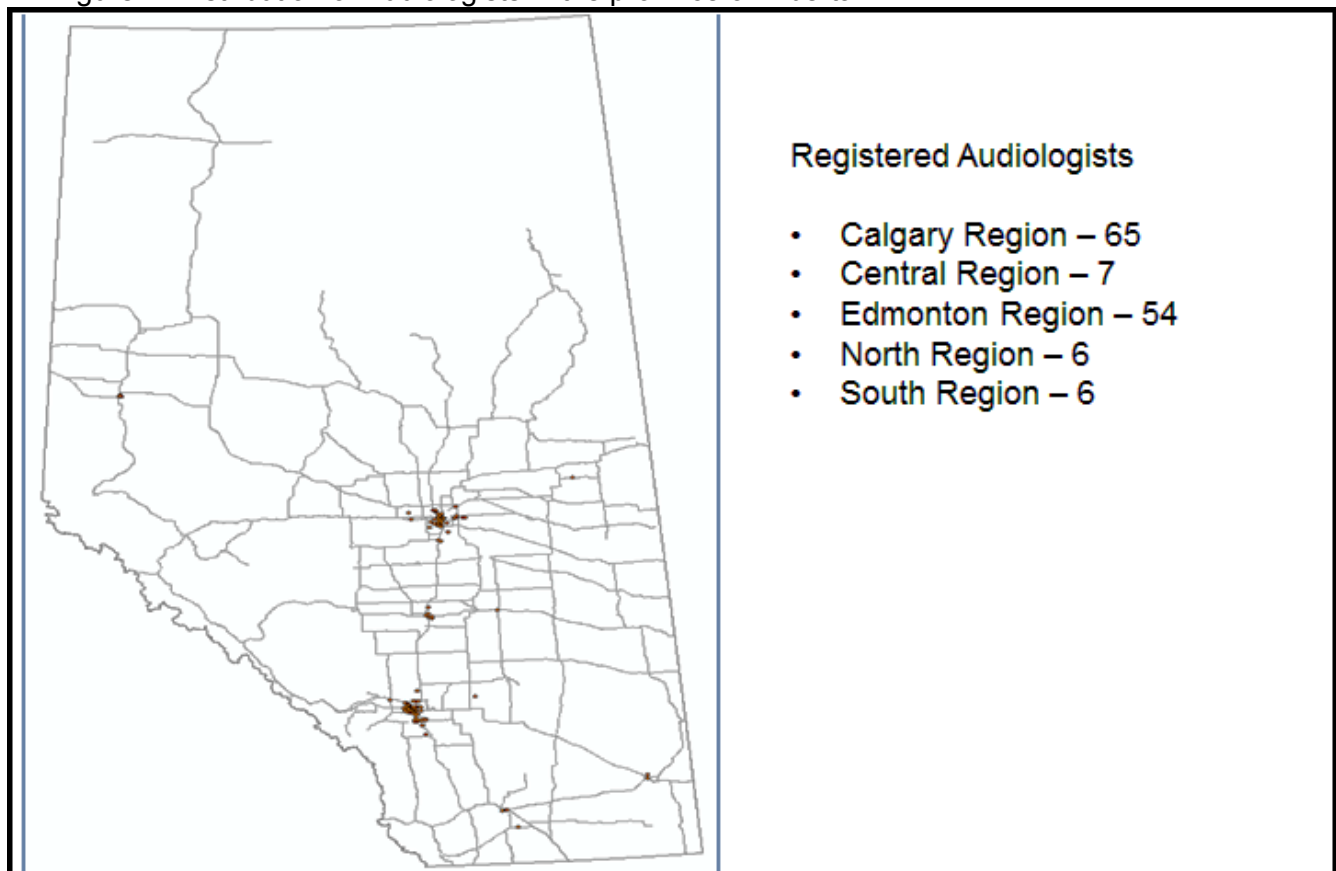 Registered Audiologists
• Calgary Region – 65
• Central Region – 7
• Edmonton Region – 54
• North Region – 6
• South Region – 6